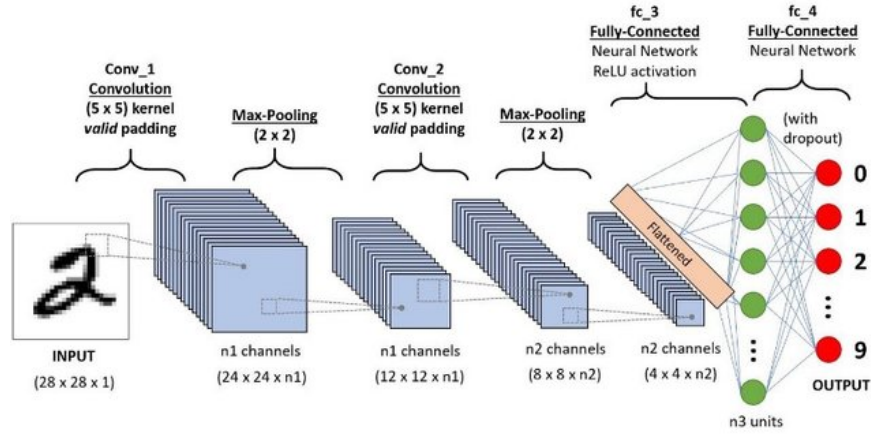 fc_3
Fully-Connected
Neural Network
ReLU activation
fc_4
Fully-Connected
Neural Network
Conv_1
Convolution
(5 x 5) kernel
valid padding
Max-Pooling
(2 x 2)
Conv_2
Convolution
(5 x 5) kernel
valid padding
Max-Pooling
(2 x 2)
(with
dropout)
Flattened
0
1
2
9
INPUT
(28 x 28 x 1)
n1 channels
(24 x 24 x n1)
n1 channels
(12 x 12 x n1)
n2 channels
(8 x 8 x n2)
n2 channels
(4 x 4 x n2)
OUTPUT
n3 units
2